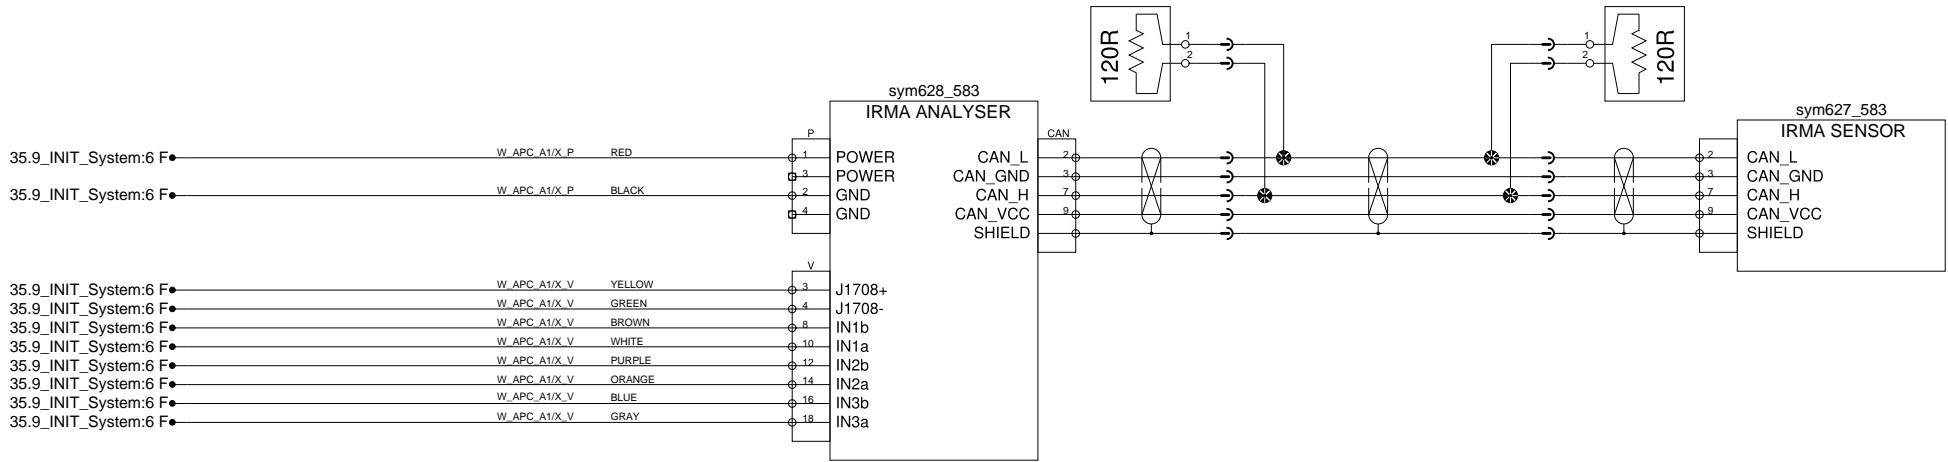 120R 1 2
1 2 120R
sym628_583
IRMA ANALYSER
sym627_583
IRMA SENSOR
P
CAN
35.9_INIT_System:6 F W_APC_A1/X_P RED 1 POWER
3 POWER
35.9_INIT_System:6 F W_APC_A1/X_P BLACK 2 GND
4 GND
CAN_L 2
CAN_GND 3
CAN_H 7
CAN_VCC 9
SHIELD
2 CAN_L
3 CAN_GND
7 CAN_H
9 CAN_VCC
SHIELD
V
35.9_INIT_System:6 F W_APC_A1/X_V YELLOW 3 J1708+
35.9_INIT_System:6 F W_APC_A1/X_V GREEN 4 J1708-
35.9_INIT_System:6 F W_APC_A1/X_V BROWN 8 IN1b
35.9_INIT_System:6 F W_APC_A1/X_V WHITE 10 IN1a
35.9_INIT_System:6 F W_APC_A1/X_V PURPLE 12 IN2b
35.9_INIT_System:6 F W_APC_A1/X_V ORANGE 14 IN2a
35.9_INIT_System:6 F W_APC_A1/X_V BLUE 16 IN3b
35.9_INIT_System:6 F W_APC_A1/X_V GRAY 18 IN3a